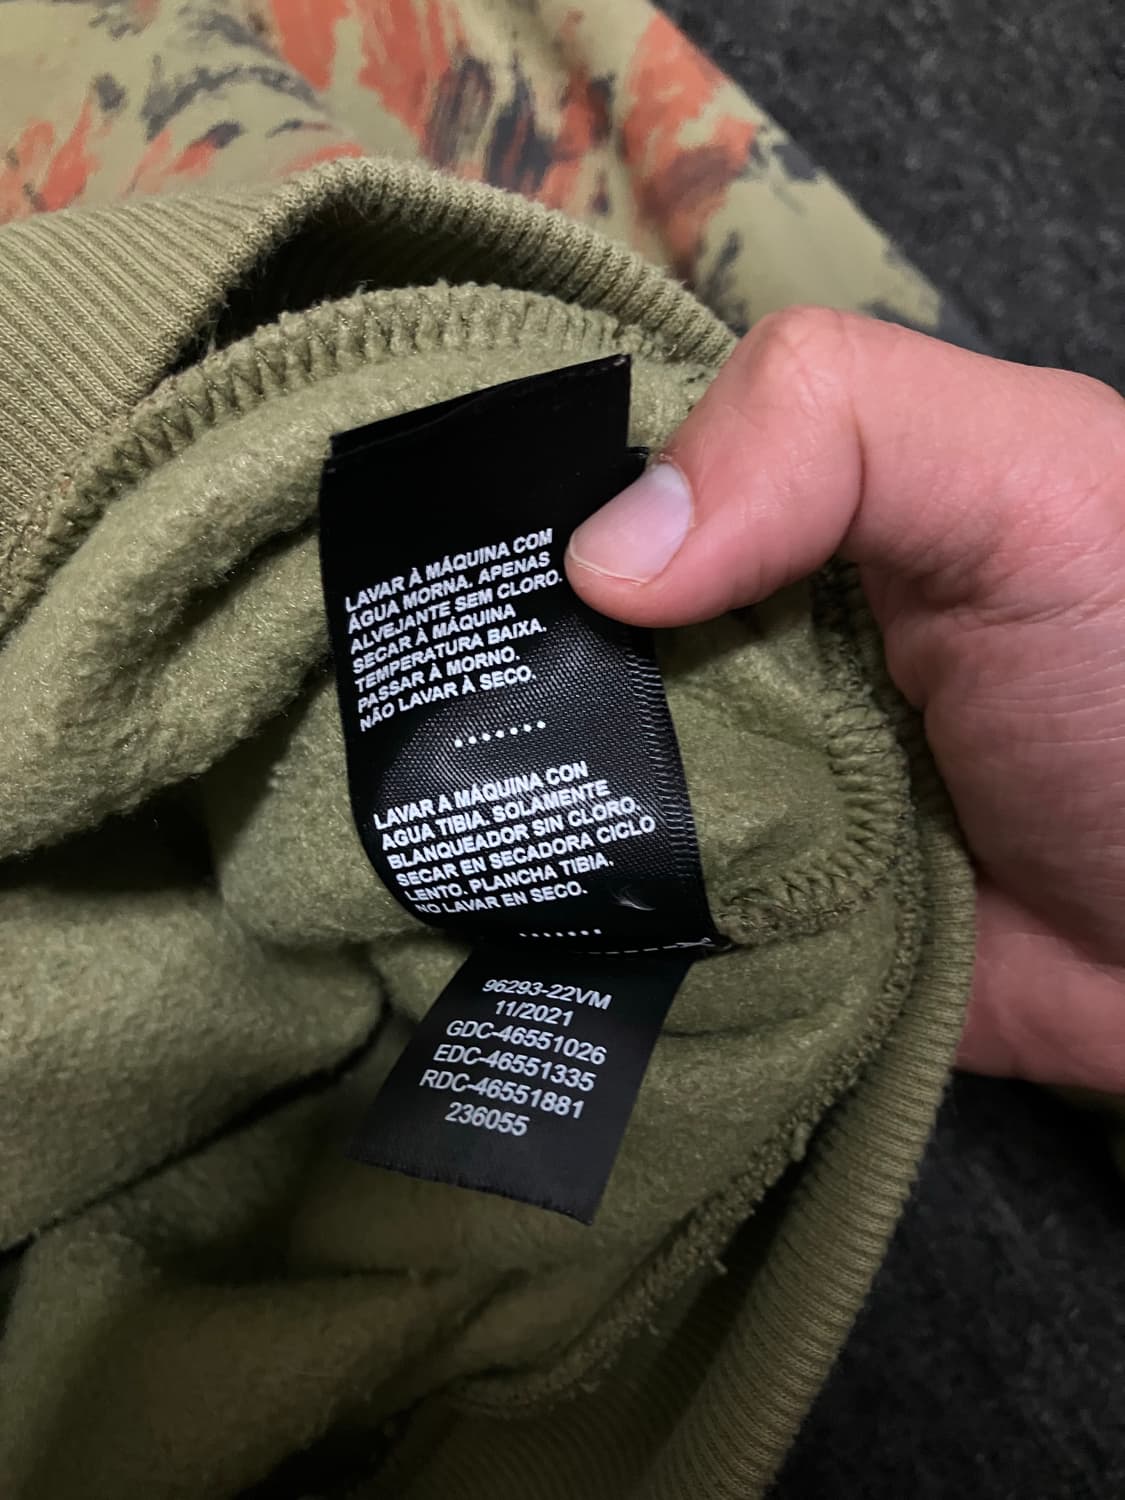 LAVAR À MÁQUINA COM
ÁGUA MORNA. APENAS
ALVEJANTE SEM CLORO.
SECAR À MÁQUINA
TEMPERATURA BAIXA.
PASSAR À MORNO.
NÃO LAVAR À SECO.
LAVAR A MÁQUINA CON
AGUA TIBIA. SOLAMENTE
BLANQUEADOR SIN CLORO.
SECAR EN SECADORA CICLO
LENTO. PLANCHA TIBIA.
NO LAVAR EN SECO.
96293-22VM
11/2021
GDC-46551026
EDC-46551335
RDC-46551881
236055